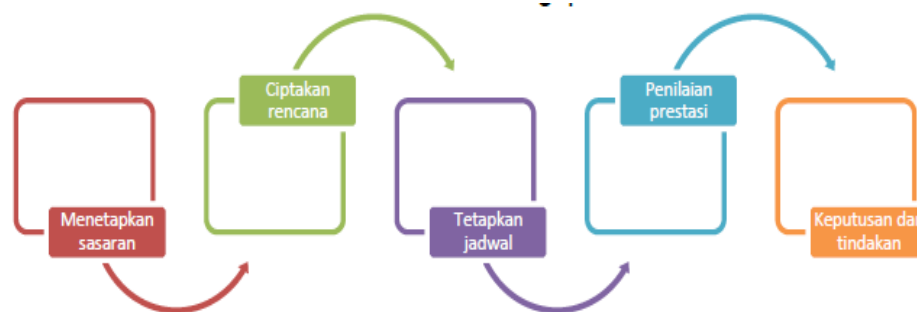 Menetapkan
sasaran
Ciptakan
rencana
Tetapkan
jadwal
Penilaian
prestasi
Keputusan dan
tindakan